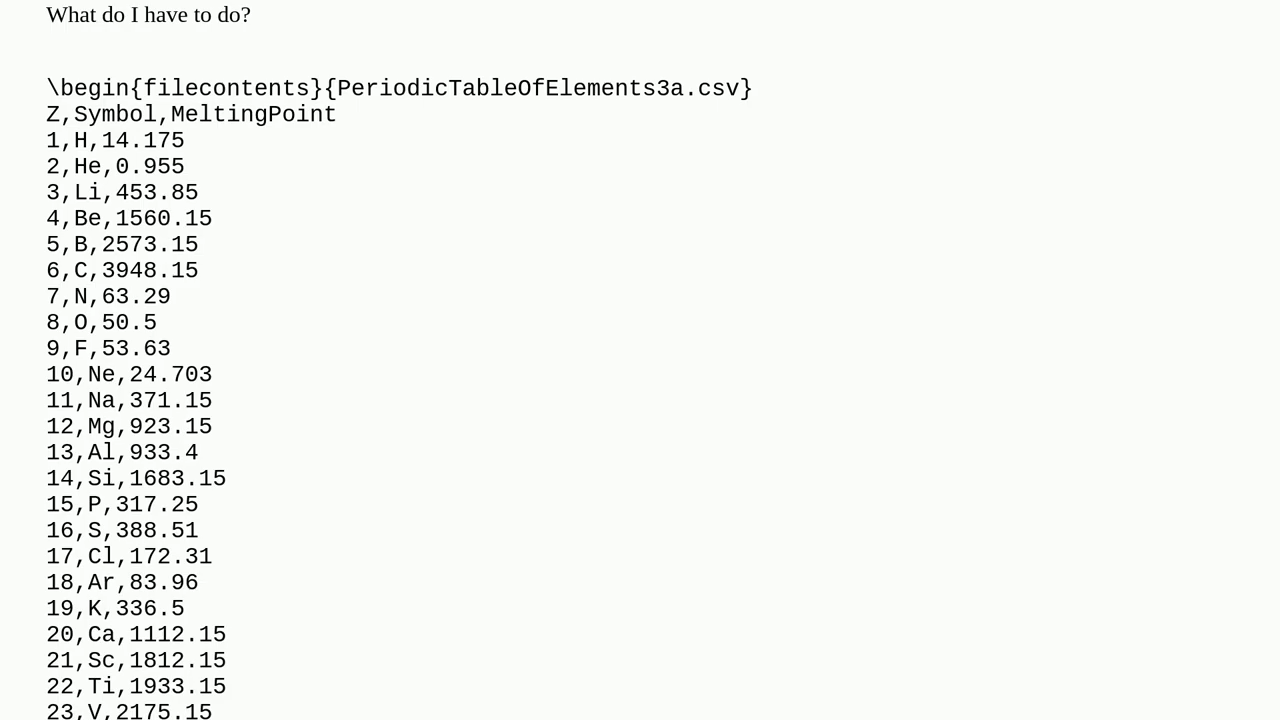 What do I have to do?
\begin{filecontents}{PeriodicTableOfElements3a.csv}
Z,Symbol,MeltingPoint
1,H,14.175
2,He,0.955
3,Li,453.85
4,Be,1560.15
5,B,2573.15
6,C,3948.15
7,N,63.29
8,O,50.5
9,F,53.63
10,Ne,24.703
11,Na,371.15
12,Mg,923.15
13,Al,933.4
14,Si,1683.15
15,P,317.25
16,S,388.51
17,Cl,172.31
18,Ar,83.96
19,K,336.5
20,Ca,1112.15
21,Sc,1812.15
22,Ti,1933.15
23,V,2175.15